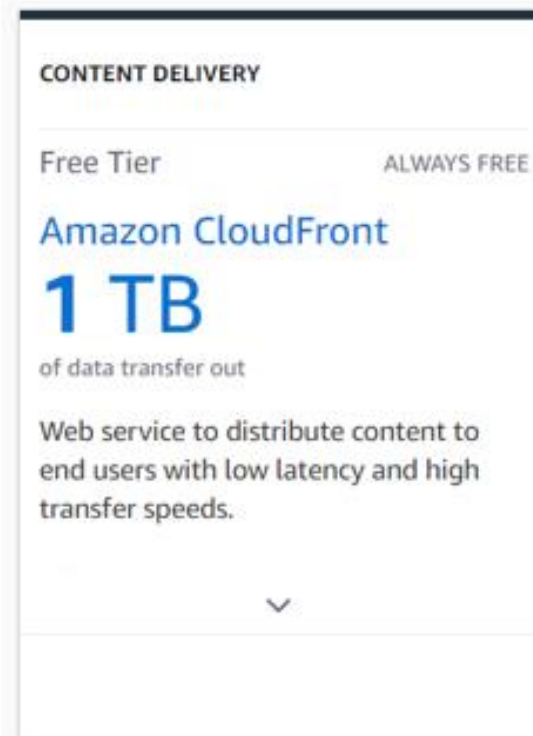 CONTENT DELIVERY
Free Tier ALWAYS FREE
Amazon CloudFront
1 TB
of data transfer out
Web service to distribute content to
end users with low latency and high
transfer speeds.